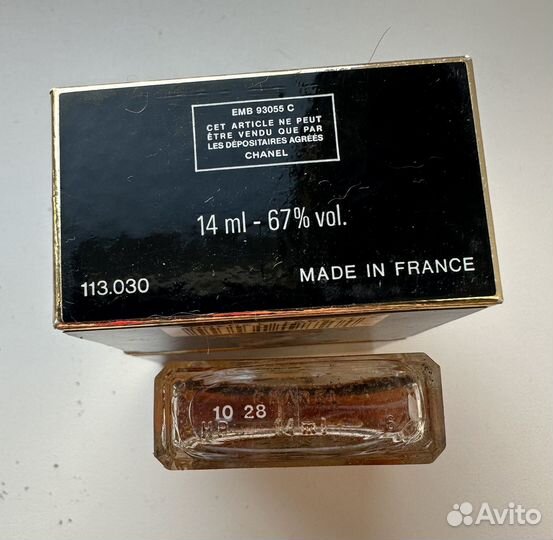 EMB 93055 C
CET ARTICLE NE PEUT
ÊTRE VENDU QUE PAR
LES DÉPOSITAIRES AGRÉÉS
CHANEL
14 ml - 67% vol.
113.030
MADE IN FRANCE
10 28
Avito